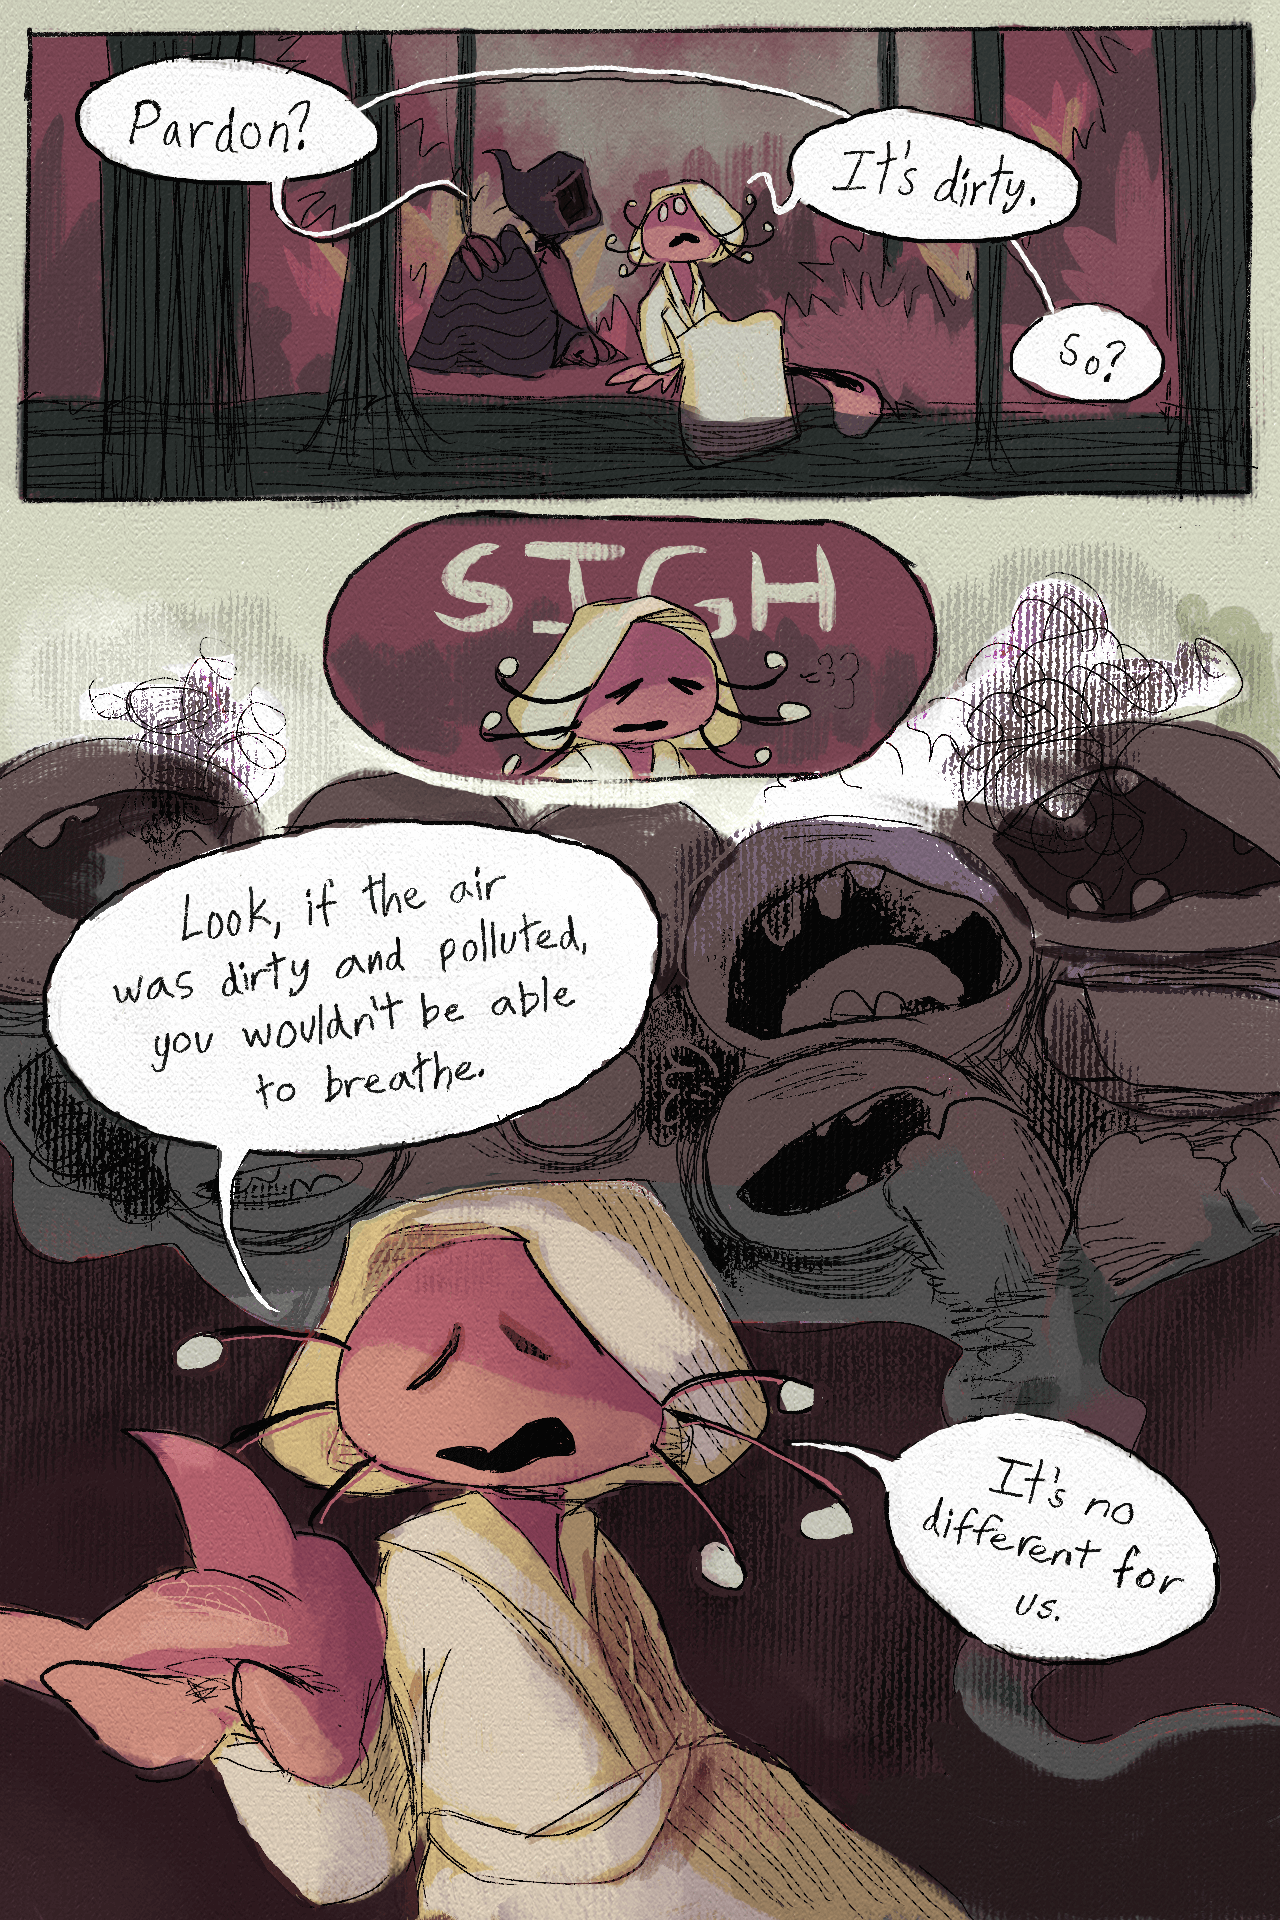 Pardon?
It's dirty.
So?
SIGH
Look, if the air
was dirty and polluted,
you wouldn't be able
to breathe.
It's no
different for
us.